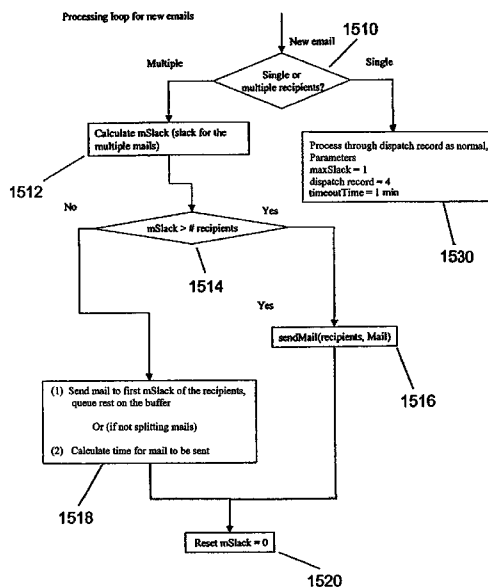 Processing loop for new emails
1510
New email
Multiple
Single
Single or
multiple recipients?
Calculate mSlack (slack for the
multiple mails)
1512
Process through dispatch record as normal,
Parameters
maxSlack = 1
dispatch record = 4
timeoutTime = 1 min
1530
No
Yes
mSlack > # recipients
1514
Yes
sendMail(recipients, Mail)
1516
(1) Send mail to first mSlack of the recipients,
queue rest on the buffer
Or (if not splitting mails)
(2) Calculate time for mail to be sent
1518
Reset mSlack = 0
1520